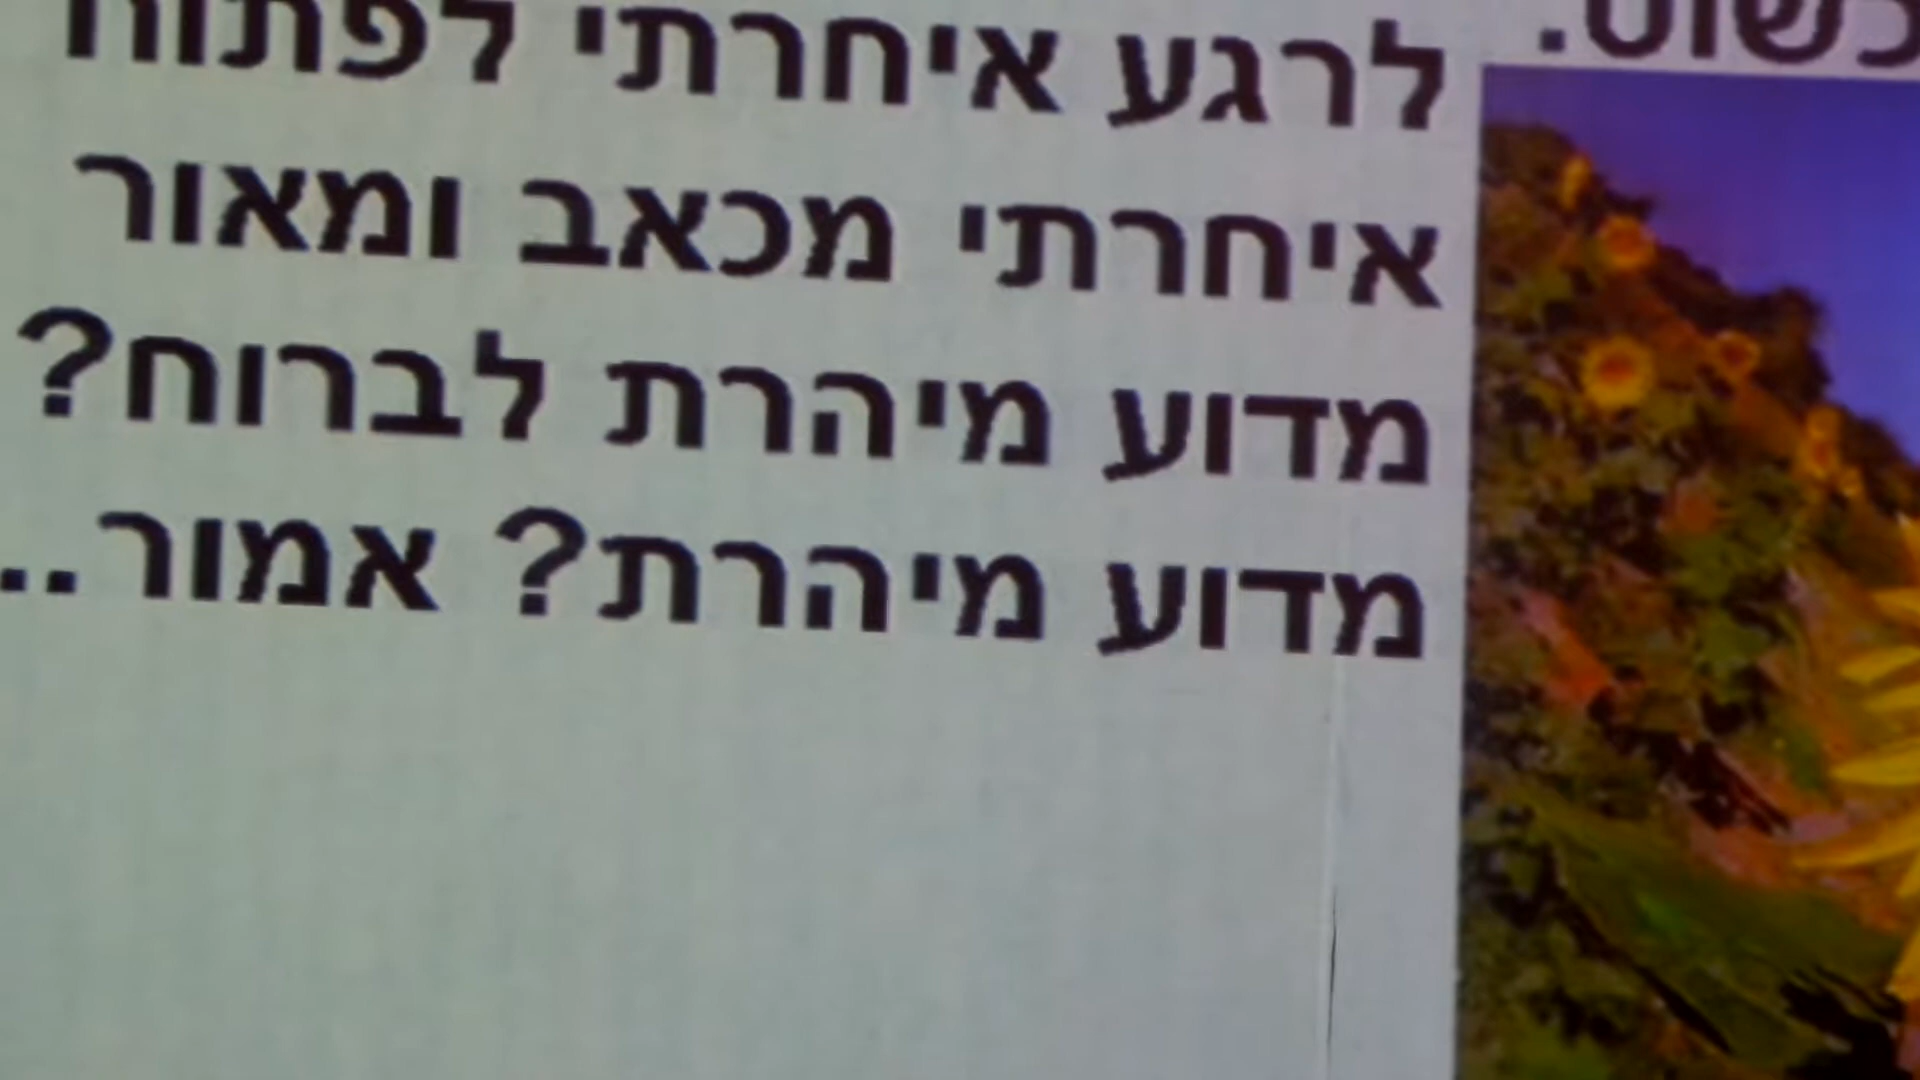 לרגע איחרתי לפתוח
איחרתי מכאב ומאור
מדוע מיהרת לברוח?
מדוע מיהרת? אמור..